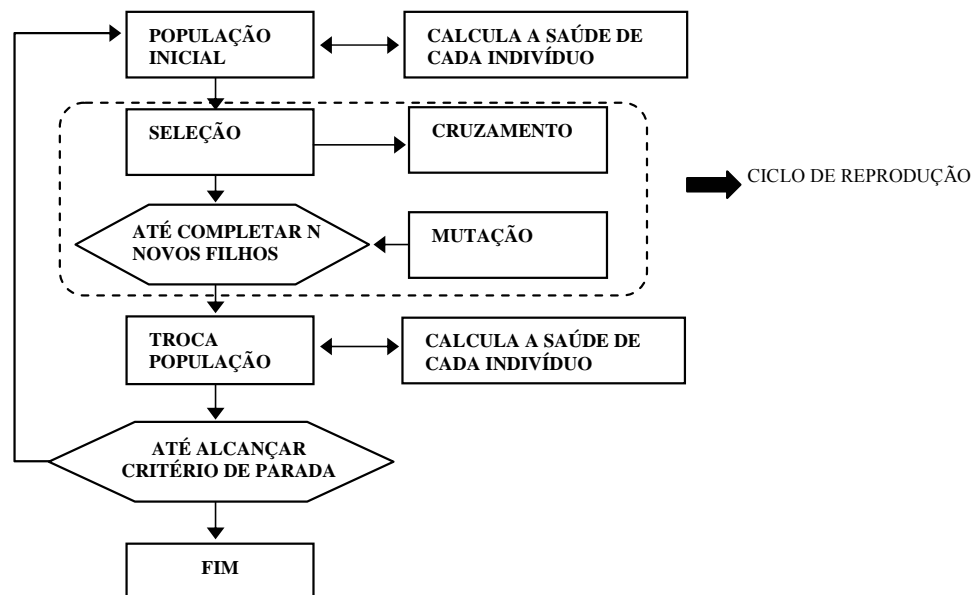 POPULAÇÃO
INICIAL
CALCULA A SAÚDE DE
CADA INDIVÍDUO
SELEÇÃO
CRUZAMENTO
CICLO DE REPRODUÇÃO
ATÉ COMPLETAR N
NOVOS FILHOS
MUTAÇÃO
TROCA
POPULAÇÃO
CALCULA A SAÚDE DE
CADA INDIVÍDUO
ATÉ ALCANÇAR
CRITÉRIO DE PARADA
FIM